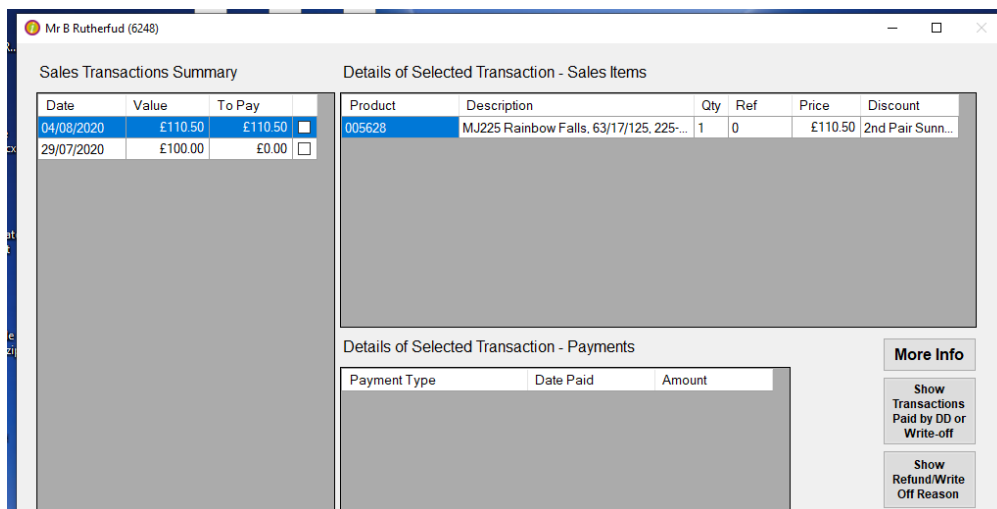 Mr B Rutherfud (6248)
Sales Transactions Summary
Date Value To Pay
04/08/2020 £110.50 £110.50
29/07/2020 £100.00 £0.00
Details of Selected Transaction - Sales Items
Product Description Qty Ref Price Discount
005628 MJ225 Rainbow Falls, 63/17/125, 225-... 1 0 £110.50 2nd Pair Sunn...
Details of Selected Transaction - Payments
Payment Type Date Paid Amount
More Info
Show
Transactions
Paid by DD or
Write-off
Show
Refund/Write
Off Reason